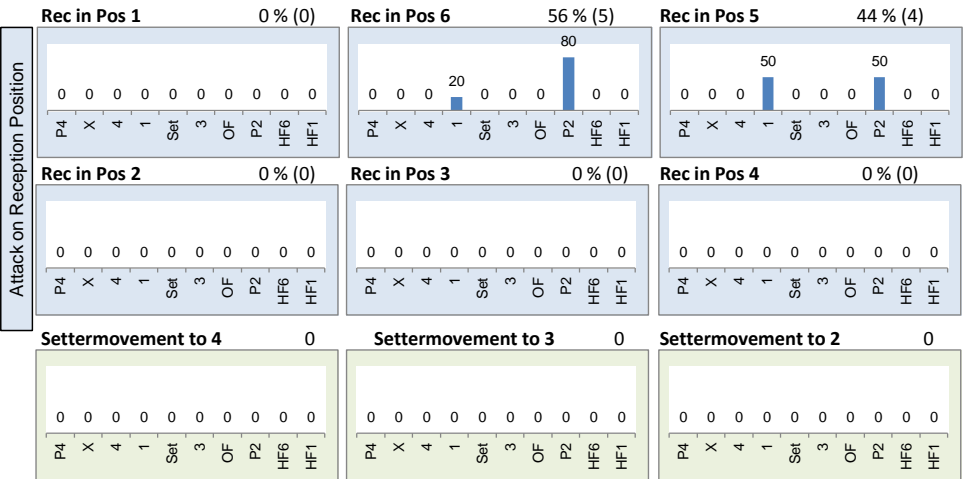 Attack on Reception Position
Rec in Pos 1 0 % (0)
0 0 0 0 0 0 0 0 0 0
P4 X 4 1 Set 3 OF P2 HF6 HF1
Rec in Pos 6 56 % (5)
0 0 0 20 0 0 0 80 0 0
P4 X 4 1 Set 3 OF P2 HF6 HF1
Rec in Pos 5 44 % (4)
0 0 0 50 0 0 0 50 0 0
P4 X 4 1 Set 3 OF P2 HF6 HF1
Rec in Pos 2 0 % (0)
0 0 0 0 0 0 0 0 0 0
P4 X 4 1 Set 3 OF P2 HF6 HF1
Rec in Pos 3 0 % (0)
0 0 0 0 0 0 0 0 0 0
P4 X 4 1 Set 3 OF P2 HF6 HF1
Rec in Pos 4 0 % (0)
0 0 0 0 0 0 0 0 0 0
P4 X 4 1 Set 3 OF P2 HF6 HF1
Settermovement to 4 0
0 0 0 0 0 0 0 0 0 0
P4 X 4 1 Set 3 OF P2 HF6 HF1
Settermovement to 3 0
0 0 0 0 0 0 0 0 0 0
P4 X 4 1 Set 3 OF P2 HF6 HF1
Settermovement to 2 0
0 0 0 0 0 0 0 0 0 0
P4 X 4 1 Set 3 OF P2 HF6 HF1